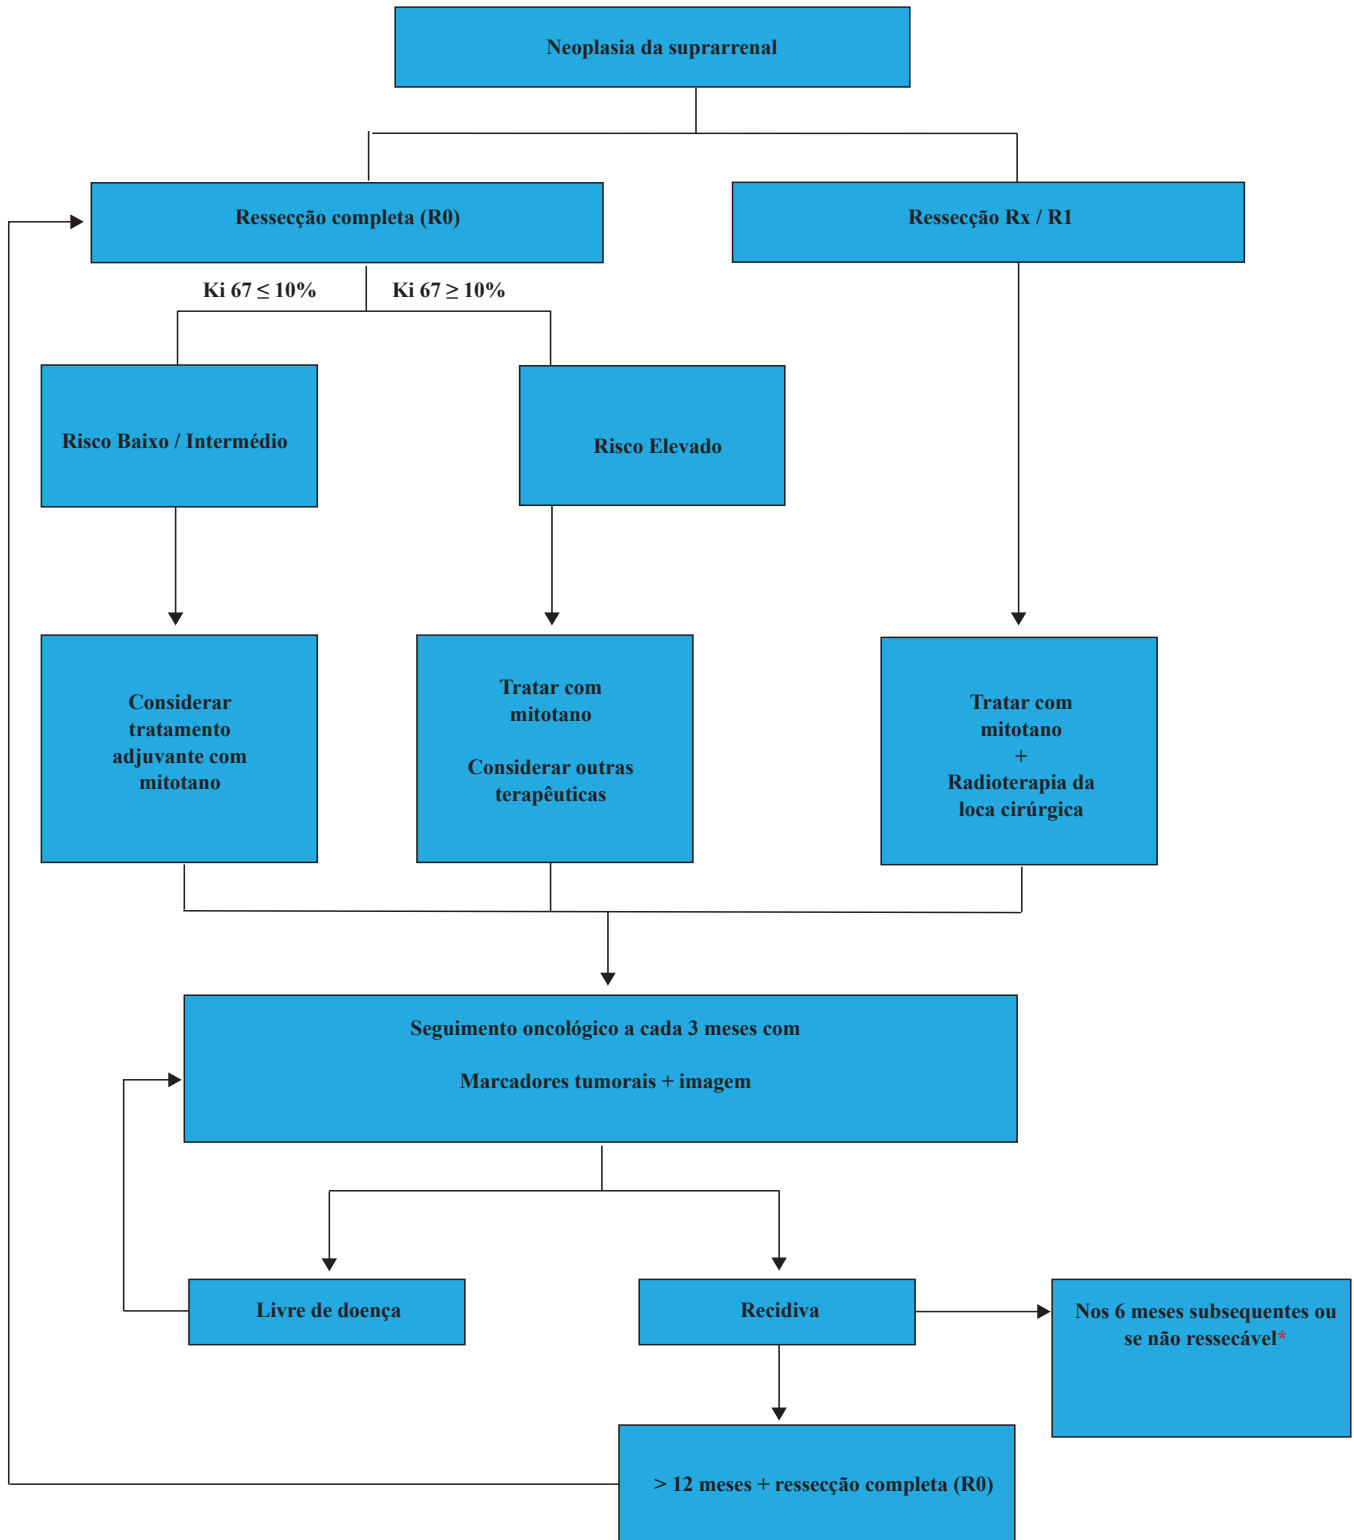 Neoplasia da suprarrenal
Ressecção completa (R0)
Ressecção Rx / R1
Ki 67 ≤ 10%
Ki 67 ≥ 10%
Risco Baixo / Intermédio
Risco Elevado
Considerar
tratamento
adjuvante com
mitotano
Tratar com
mitotano
Considerar outras
terapêuticas
Tratar com
mitotano
+
Radioterapia da
loca cirúrgica
Seguimento oncológico a cada 3 meses com
Marcadores tumorais + imagem
Livre de doença
Recidiva
Nos 6 meses subsequentes ou
se não ressecável*
> 12 meses + ressecção completa (R0)